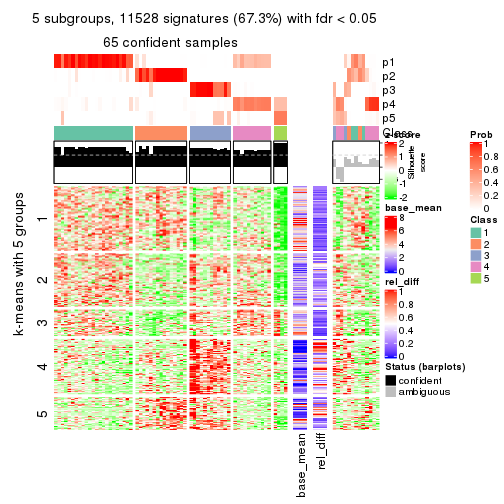 5 subgroups, 11528 signatures (67.3%) with fdr < 0.05
65 confident samples
p1
p2
p3
p4
p5
Class
Silhouette
score
k-means with 5 groups
1
2
3
4
5
base_mean
rel_diff
z-score
2
1
0
-1
-2
base_mean
8
6
4
2
0
rel_diff
1
0.8
0.6
0.4
0.2
0
Status (barplots)
confident
ambiguous
Prob
1
0.8
0.6
0.4
0.2
0
Class
1
2
3
4
5